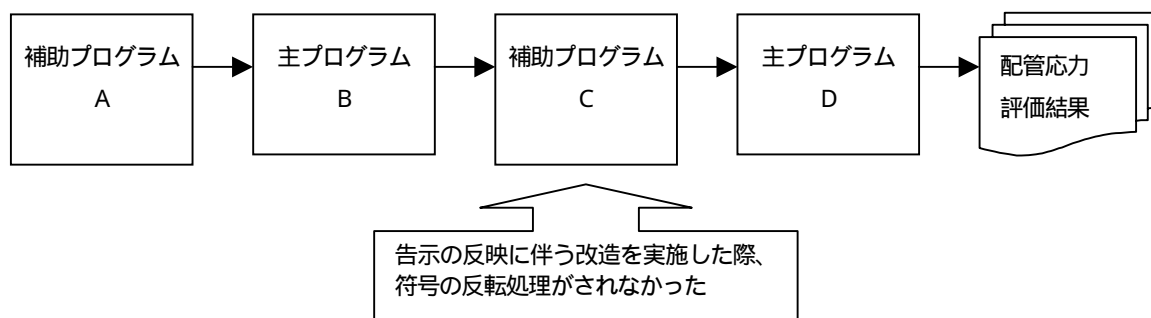 補助プログラム
A
主プログラム
B
補助プログラム
C
主プログラム
D
配管応力
評価結果
告示の反映に伴う改造を実施した際、
符号の反転処理がされなかった